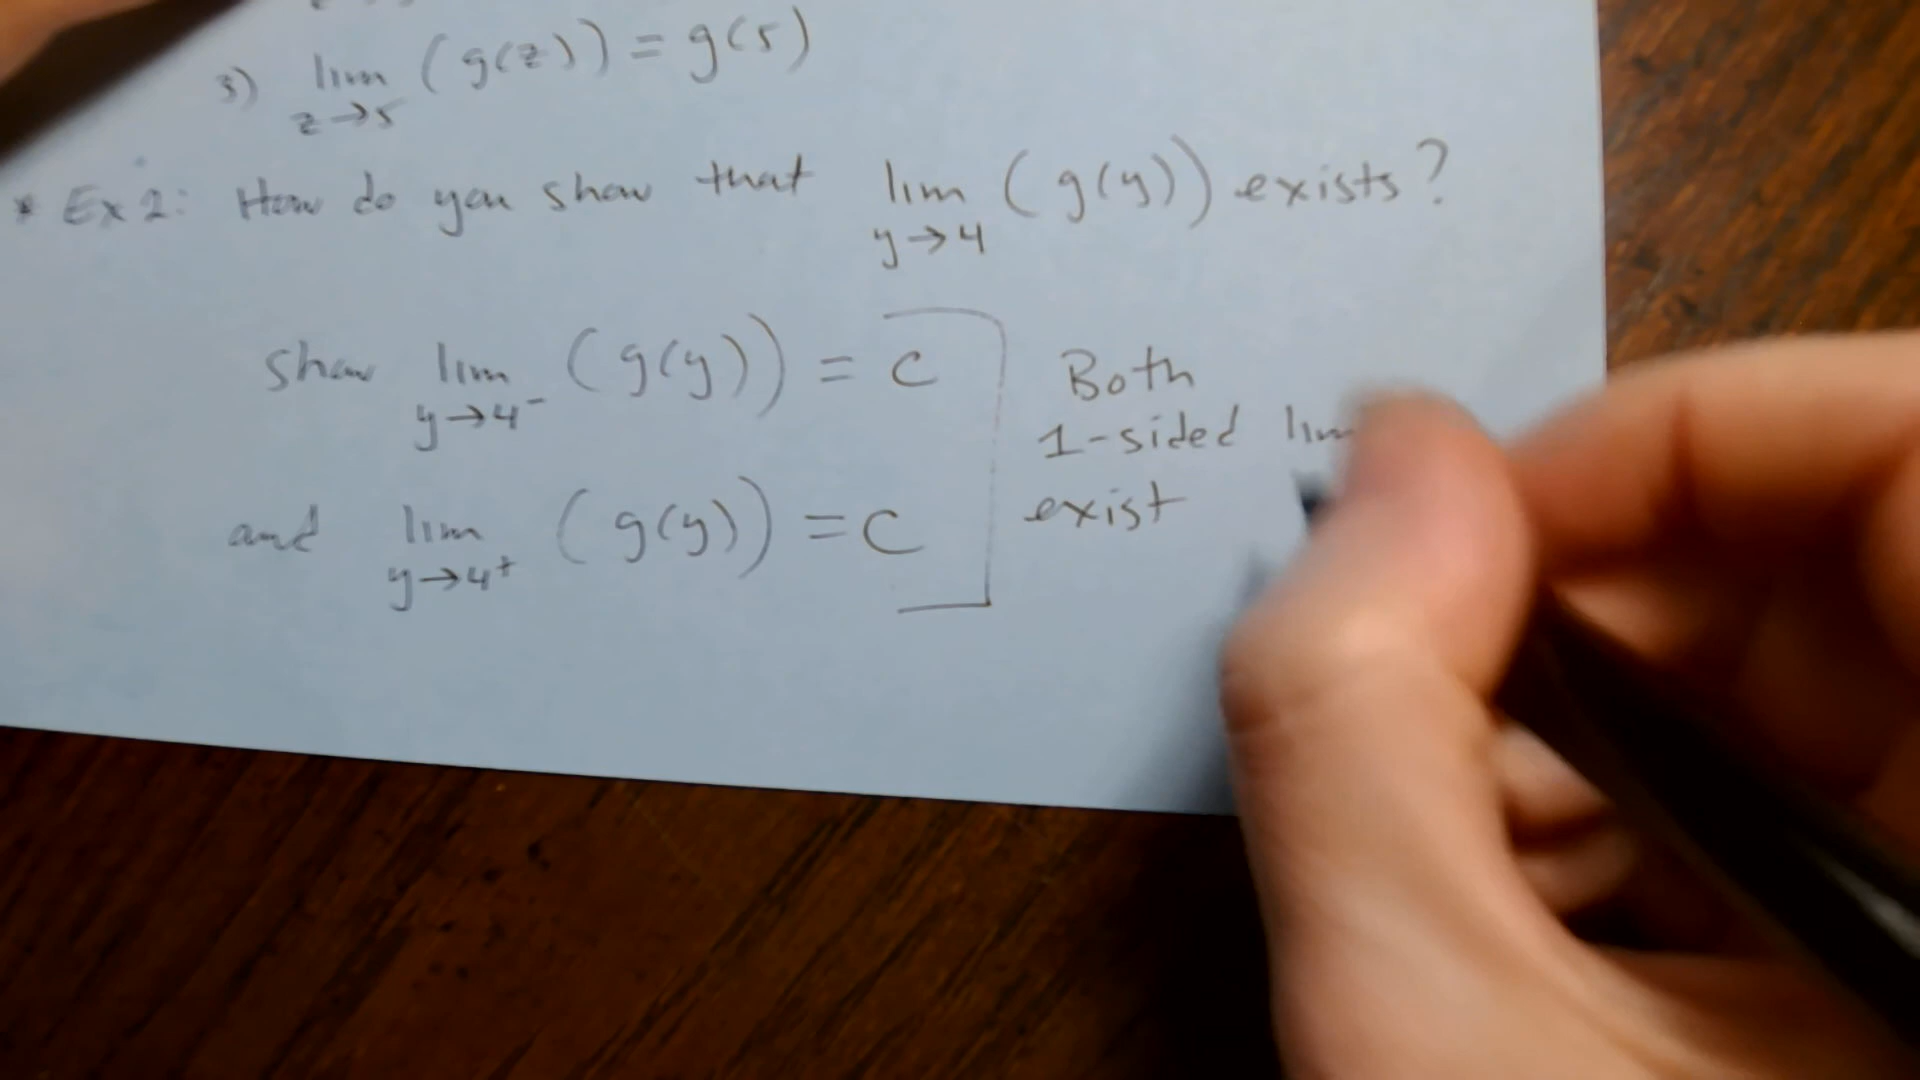 3) lim (g(z)) = g(5)
z→5
* Ex 2: How do you show that lim (g(y)) exists?
y→4
show lim (g(y)) = c
y→4⁻
and lim (g(y)) = c
y→4⁺
Both
1-sided
exist